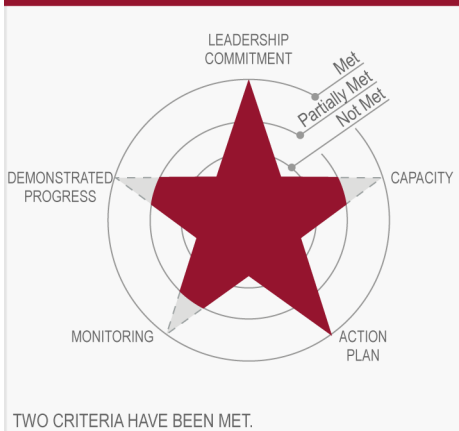 LEADERSHIP
COMMITMENT
Met
Partially Met
Not Met
DEMONSTRATED
PROGRESS
CAPACITY
MONITORING
ACTION
PLAN
TWO CRITERIA HAVE BEEN MET.